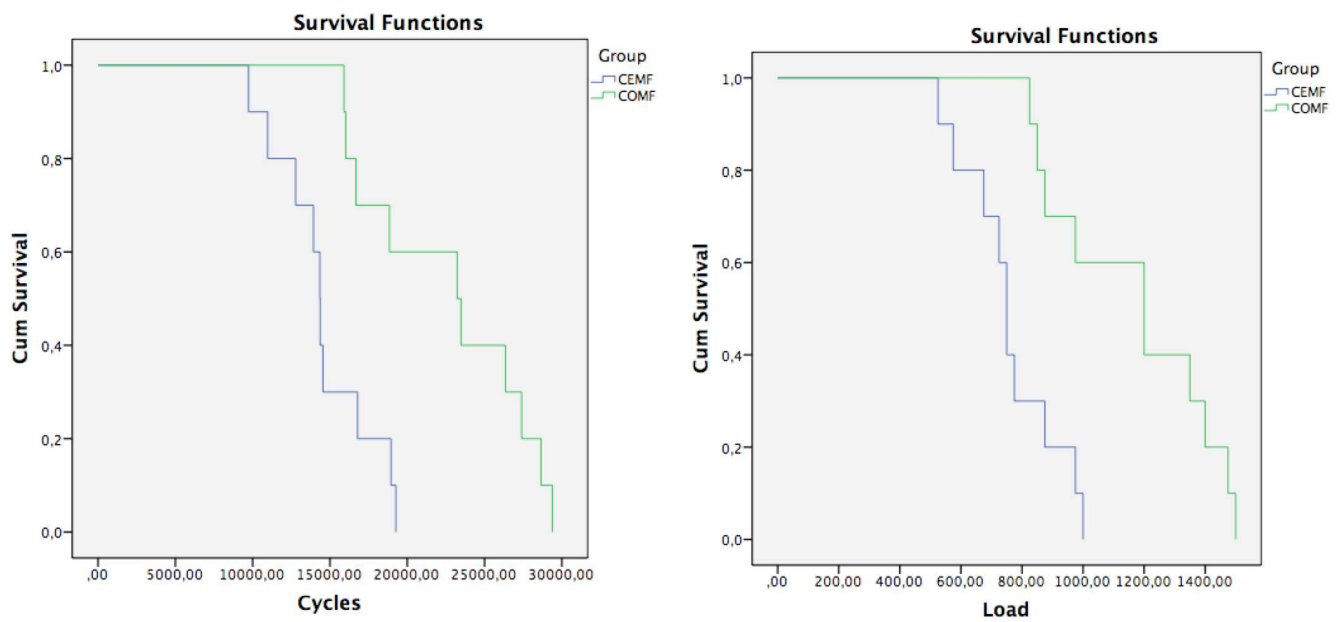 Survival Functions
Group
CEMF
COMF
Cum Survival
1,0
0,8
0,6
0,4
0,2
0,0
,00 5000,00 10000,00 15000,00 20000,00 25000,00 30000,00
Cycles
Survival Functions
Group
CEMF
COMF
Cum Survival
1,0
0,8
0,6
0,4
0,2
0,0
,00 200,00 400,00 600,00 800,00 1000,00 1200,00 1400,00
Load